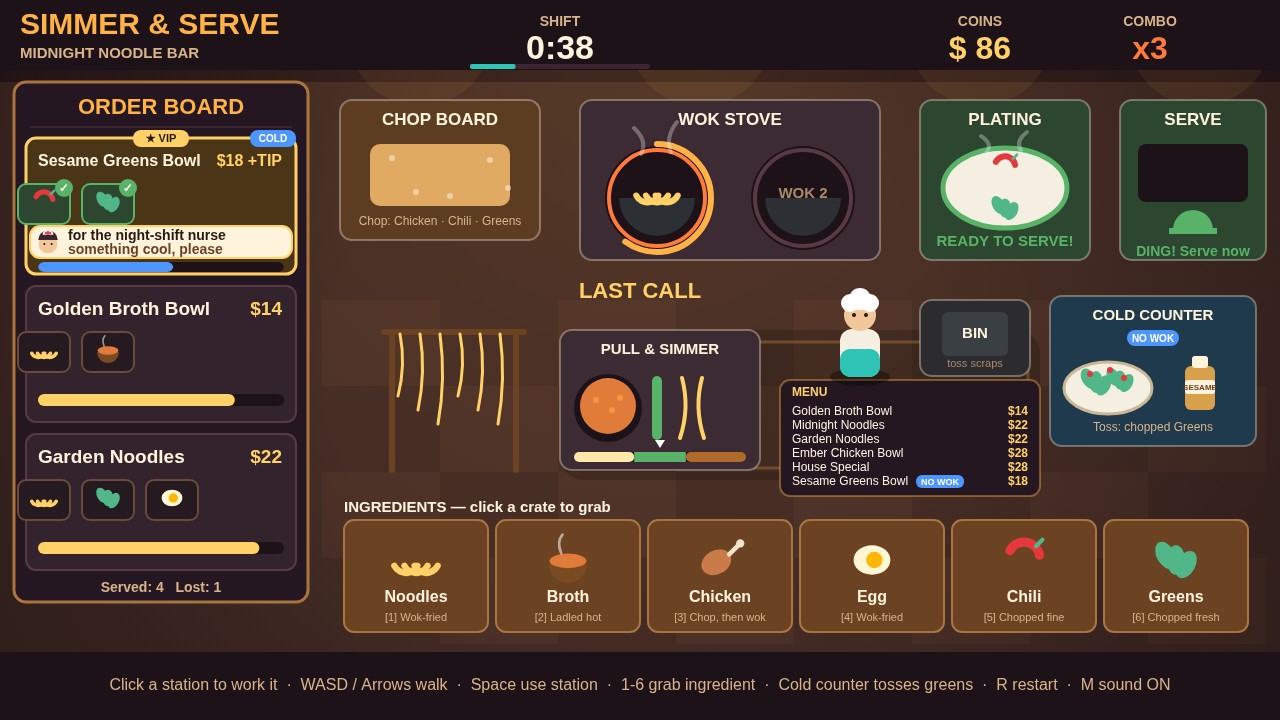 SIMMER & SERVE
MIDNIGHT NOODLE BAR
SHIFT
0:38
COINS
$ 86
COMBO
x3
ORDER BOARD
★ VIP
COLD
Sesame Greens Bowl $18 +TIP
for the night-shift nurse
something cool, please
Golden Broth Bowl $14
Garden Noodles $22
Served: 4 Lost: 1
CHOP BOARD
Chop: Chicken · Chili · Greens
WOK STOVE
WOK 2
PLATING
READY TO SERVE!
SERVE
DING! Serve now
LAST CALL
PULL & SIMMER
BIN
toss scraps
COLD COUNTER
NO WOK
SESAME
Toss: chopped Greens
MENU
Golden Broth Bowl $14
Midnight Noodles $22
Garden Noodles $22
Ember Chicken Bowl $28
House Special $28
Sesame Greens Bowl NO WOK $18
INGREDIENTS — click a crate to grab
Noodles
[1] Wok-fried
Broth
[2] Ladled hot
Chicken
[3] Chop, then wok
Egg
[4] Wok-fried
Chili
[5] Chopped fine
Greens
[6] Chopped fresh
Click a station to work it · WASD / Arrows walk · Space use station · 1-6 grab ingredient · Cold counter tosses greens · R restart · M sound ON